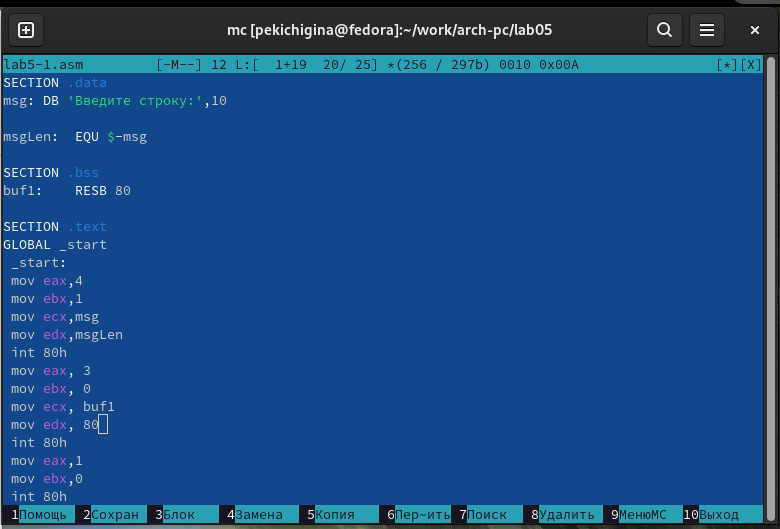 mc [pekichigina@fedora]:~/work/arch-pc/lab05
lab5-1.asm [-M--] 12 L:[ 1+19 20/ 25] *(256 / 297b) 0010 0x00A [*][X]
SECTION .data
msg: DB 'Введите строку:',10
msgLen: EQU $-msg
SECTION .bss
buf1: RESB 80
SECTION .text
GLOBAL _start
_start:
mov eax,4
mov ebx,1
mov ecx,msg
mov edx,msgLen
int 80h
mov eax, 3
mov ebx, 0
mov ecx, buf1
mov edx, 80
int 80h
mov eax,1
mov ebx,0
int 80h
1Помощь 2Сохран 3Блок 4Замена 5Копия 6Пер~ить 7Поиск 8Удалить 9МенюMC 10Выход